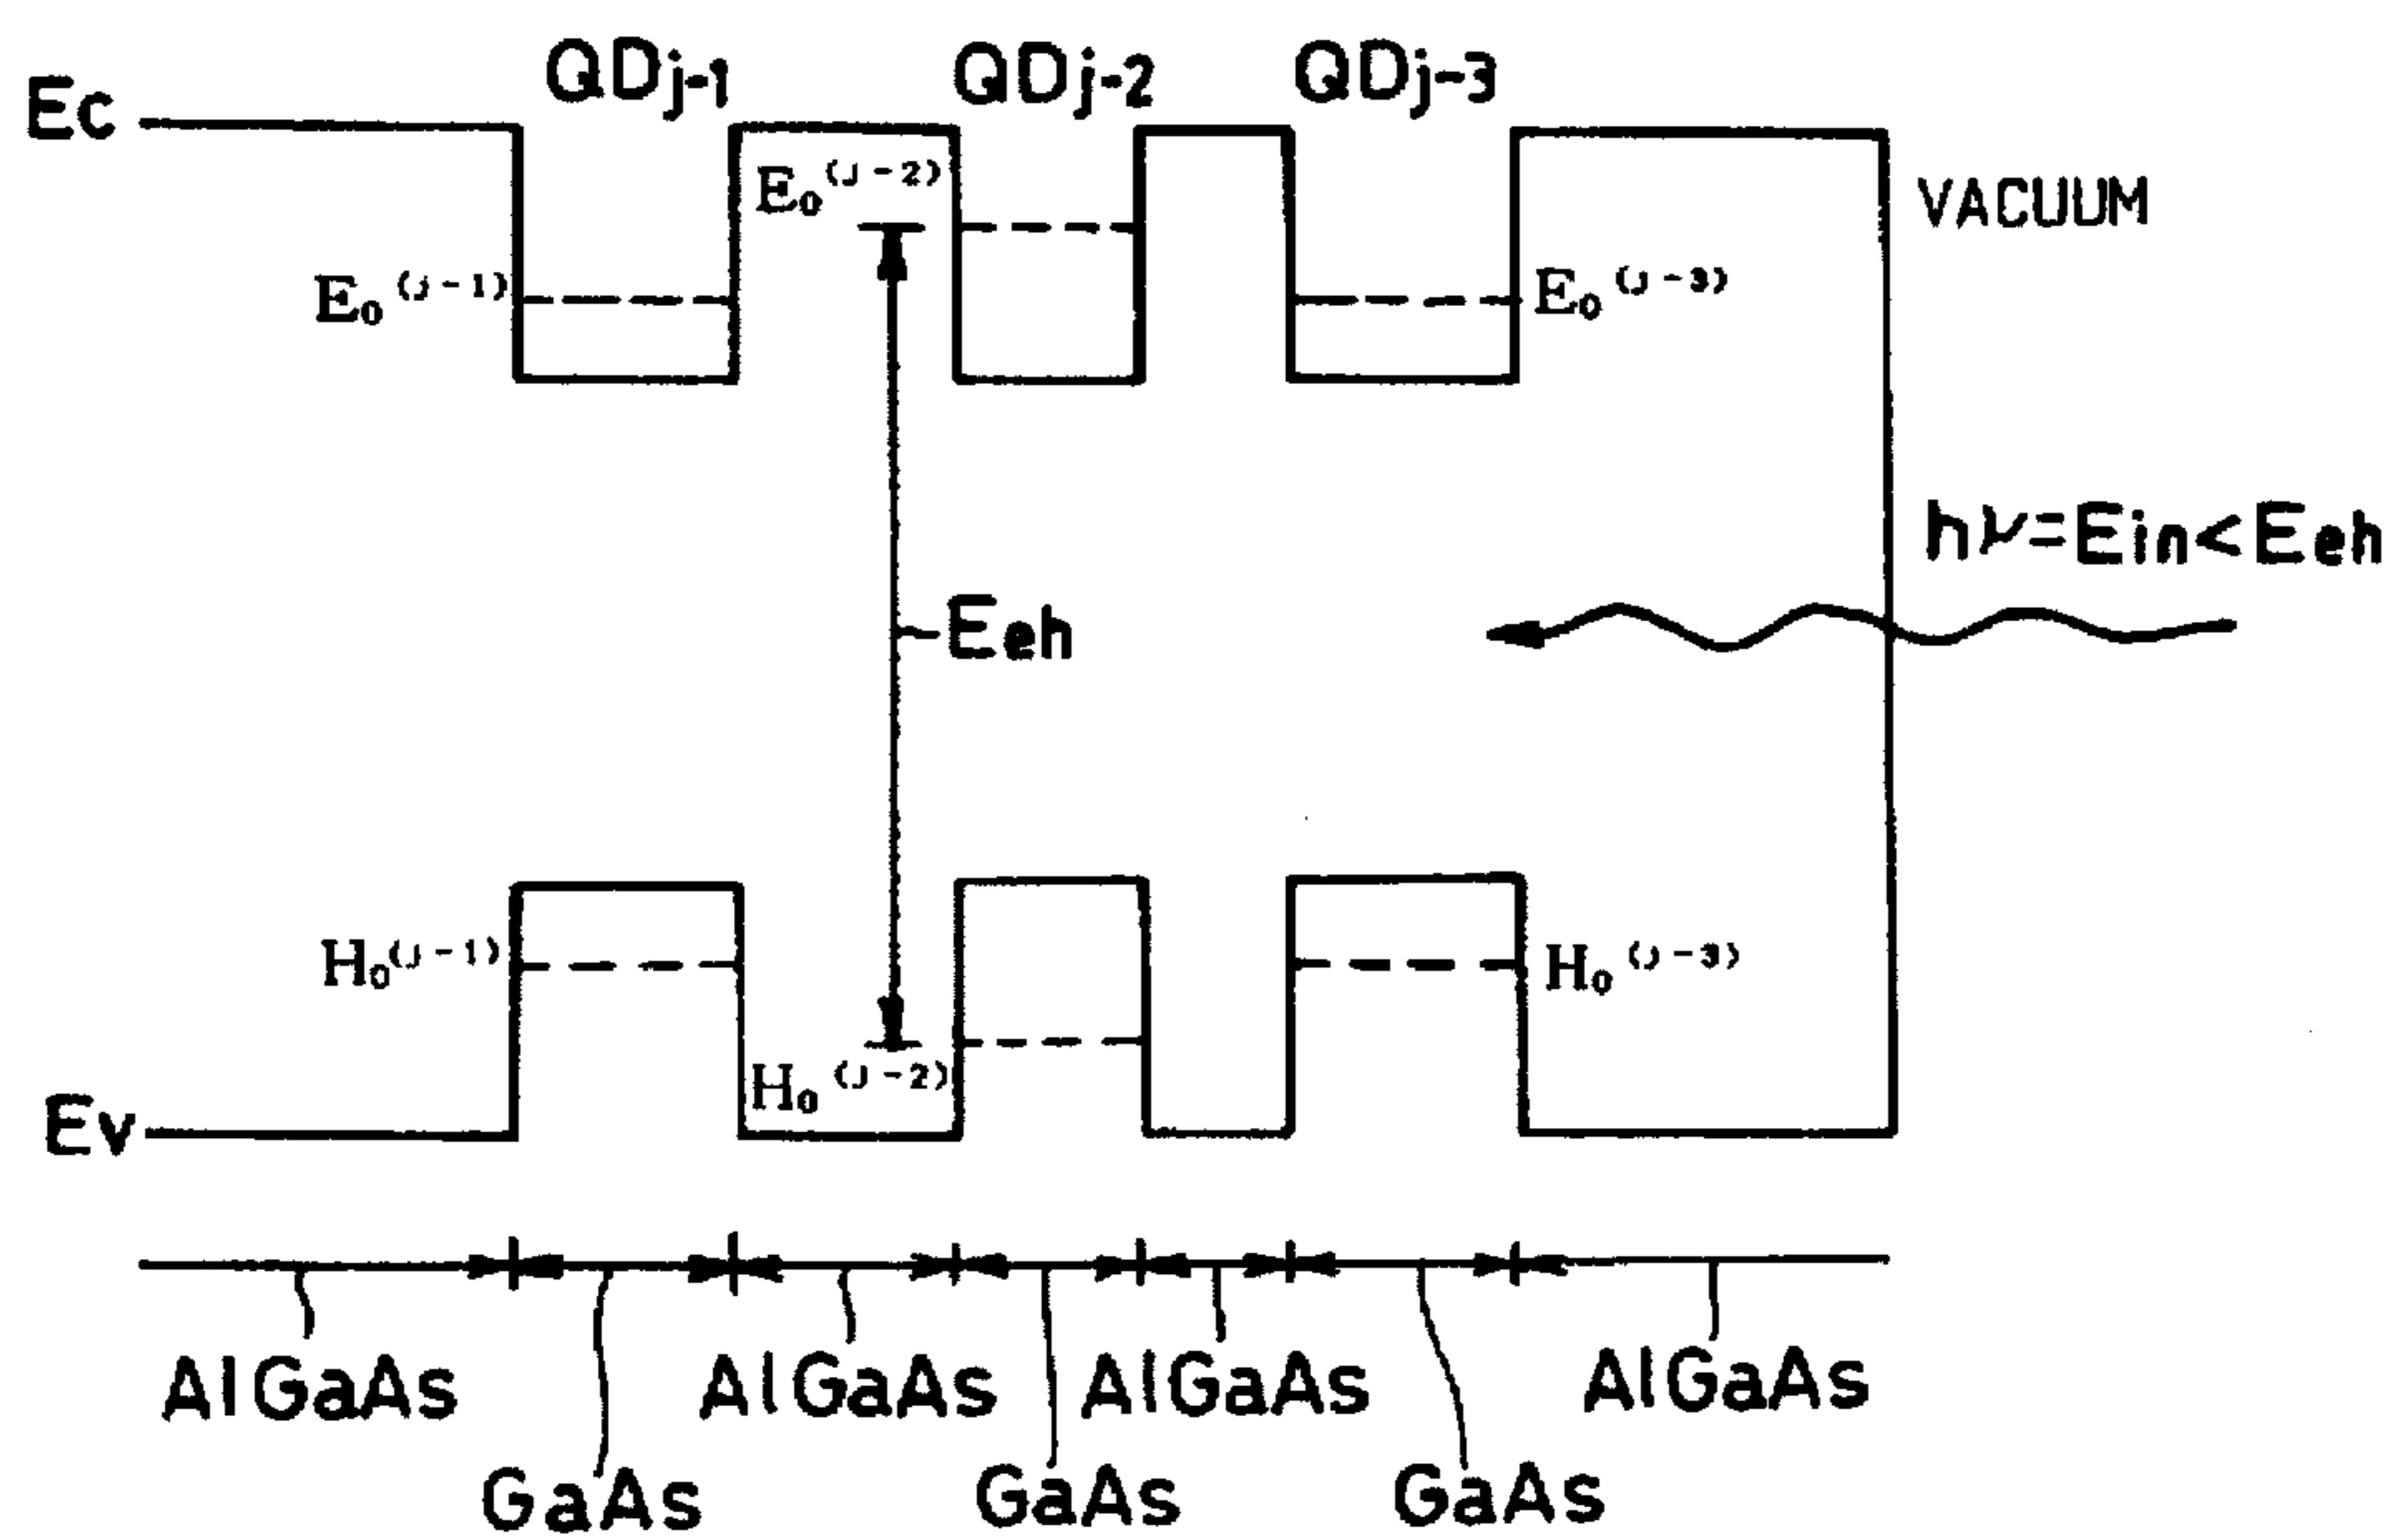 QDj-1 QDj-2 QDj-3
Ec
E₀⁽ʲ⁻²⁾
VACUUM
E₀⁽ʲ⁻¹⁾
E₀⁽ʲ⁻³⁾
hν=Ein<Eeh
Eeh
H₀⁽ʲ⁻¹⁾
H₀⁽ʲ⁻³⁾
H₀⁽ʲ⁻²⁾
Ev
AlGaAs AlGaAs AlGaAs AlGaAs
GaAs GaAs GaAs